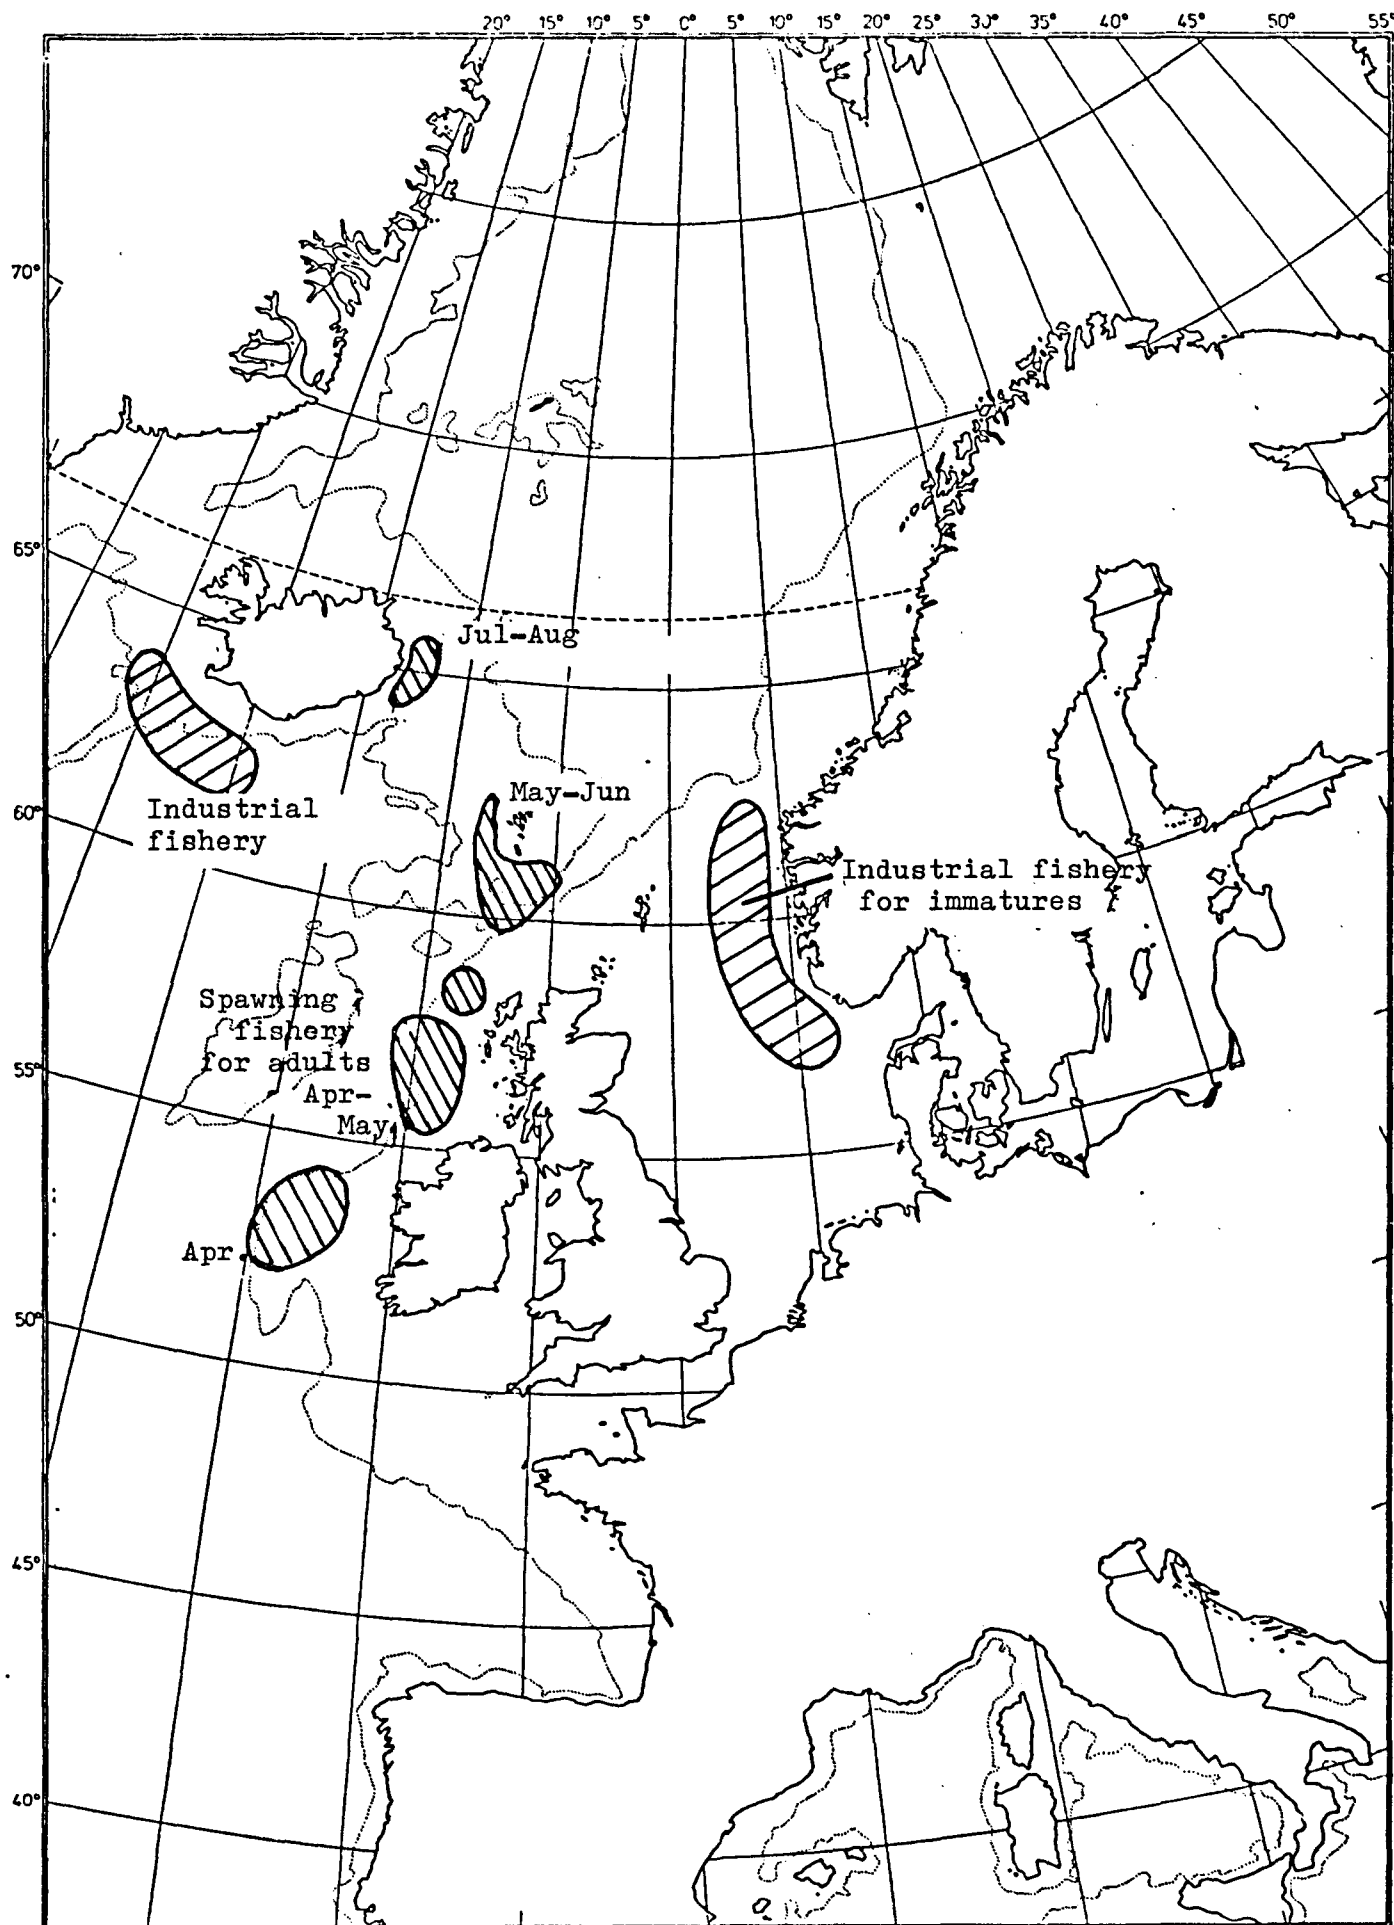 20° 15° 10° 5° 0° 5° 10° 15° 20° 25° 30° 35° 40° 45° 50° 55°
70°
65°
Jul-Aug
May-Jun
60°
Industrial
fishery
Industrial fishery
for immatures
Spawning
fishery
for adults
55°
Apr-
May
Apr
50°
45°
40°